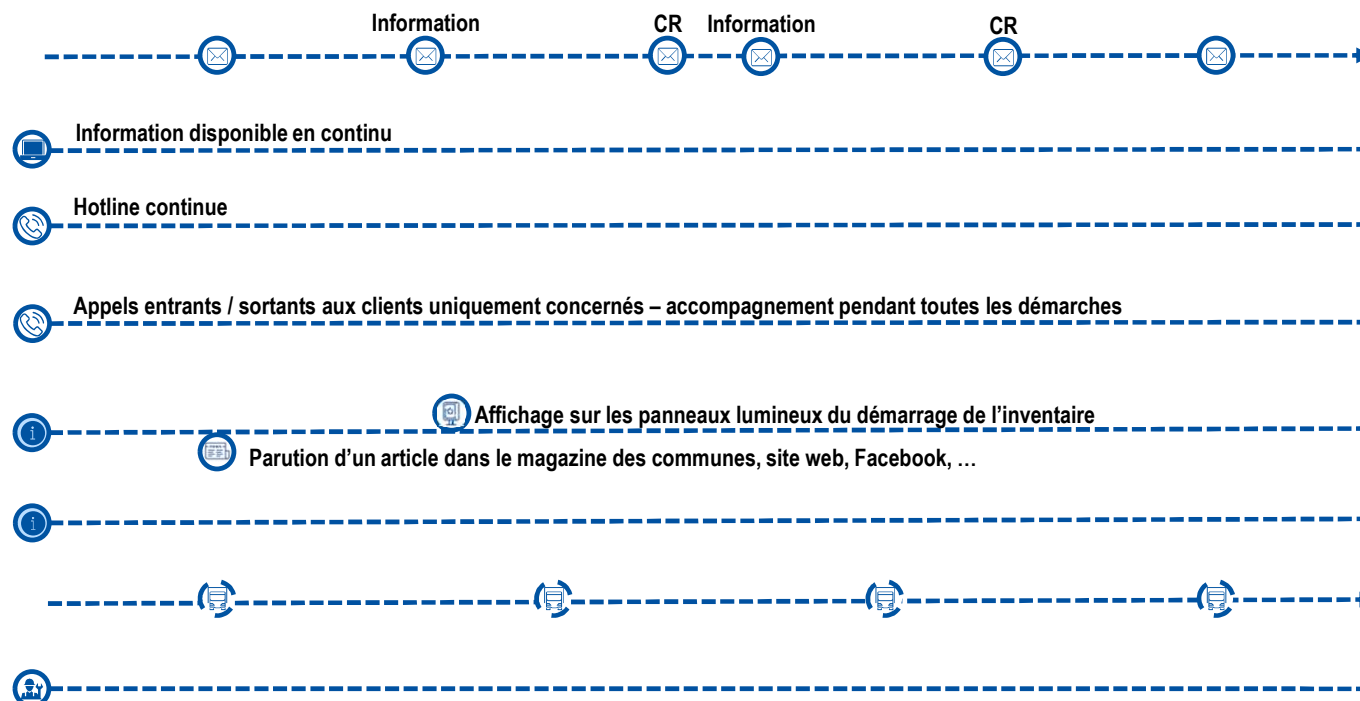 Information
CR
Information
CR
Information disponible en continu
Hotline continue
Appels entrants / sortants aux clients uniquement concernés – accompagnement pendant toutes les démarches
Affichage sur les panneaux lumineux du démarrage de l’inventaire
Parution d’un article dans le magazine des communes, site web, Facebook, …